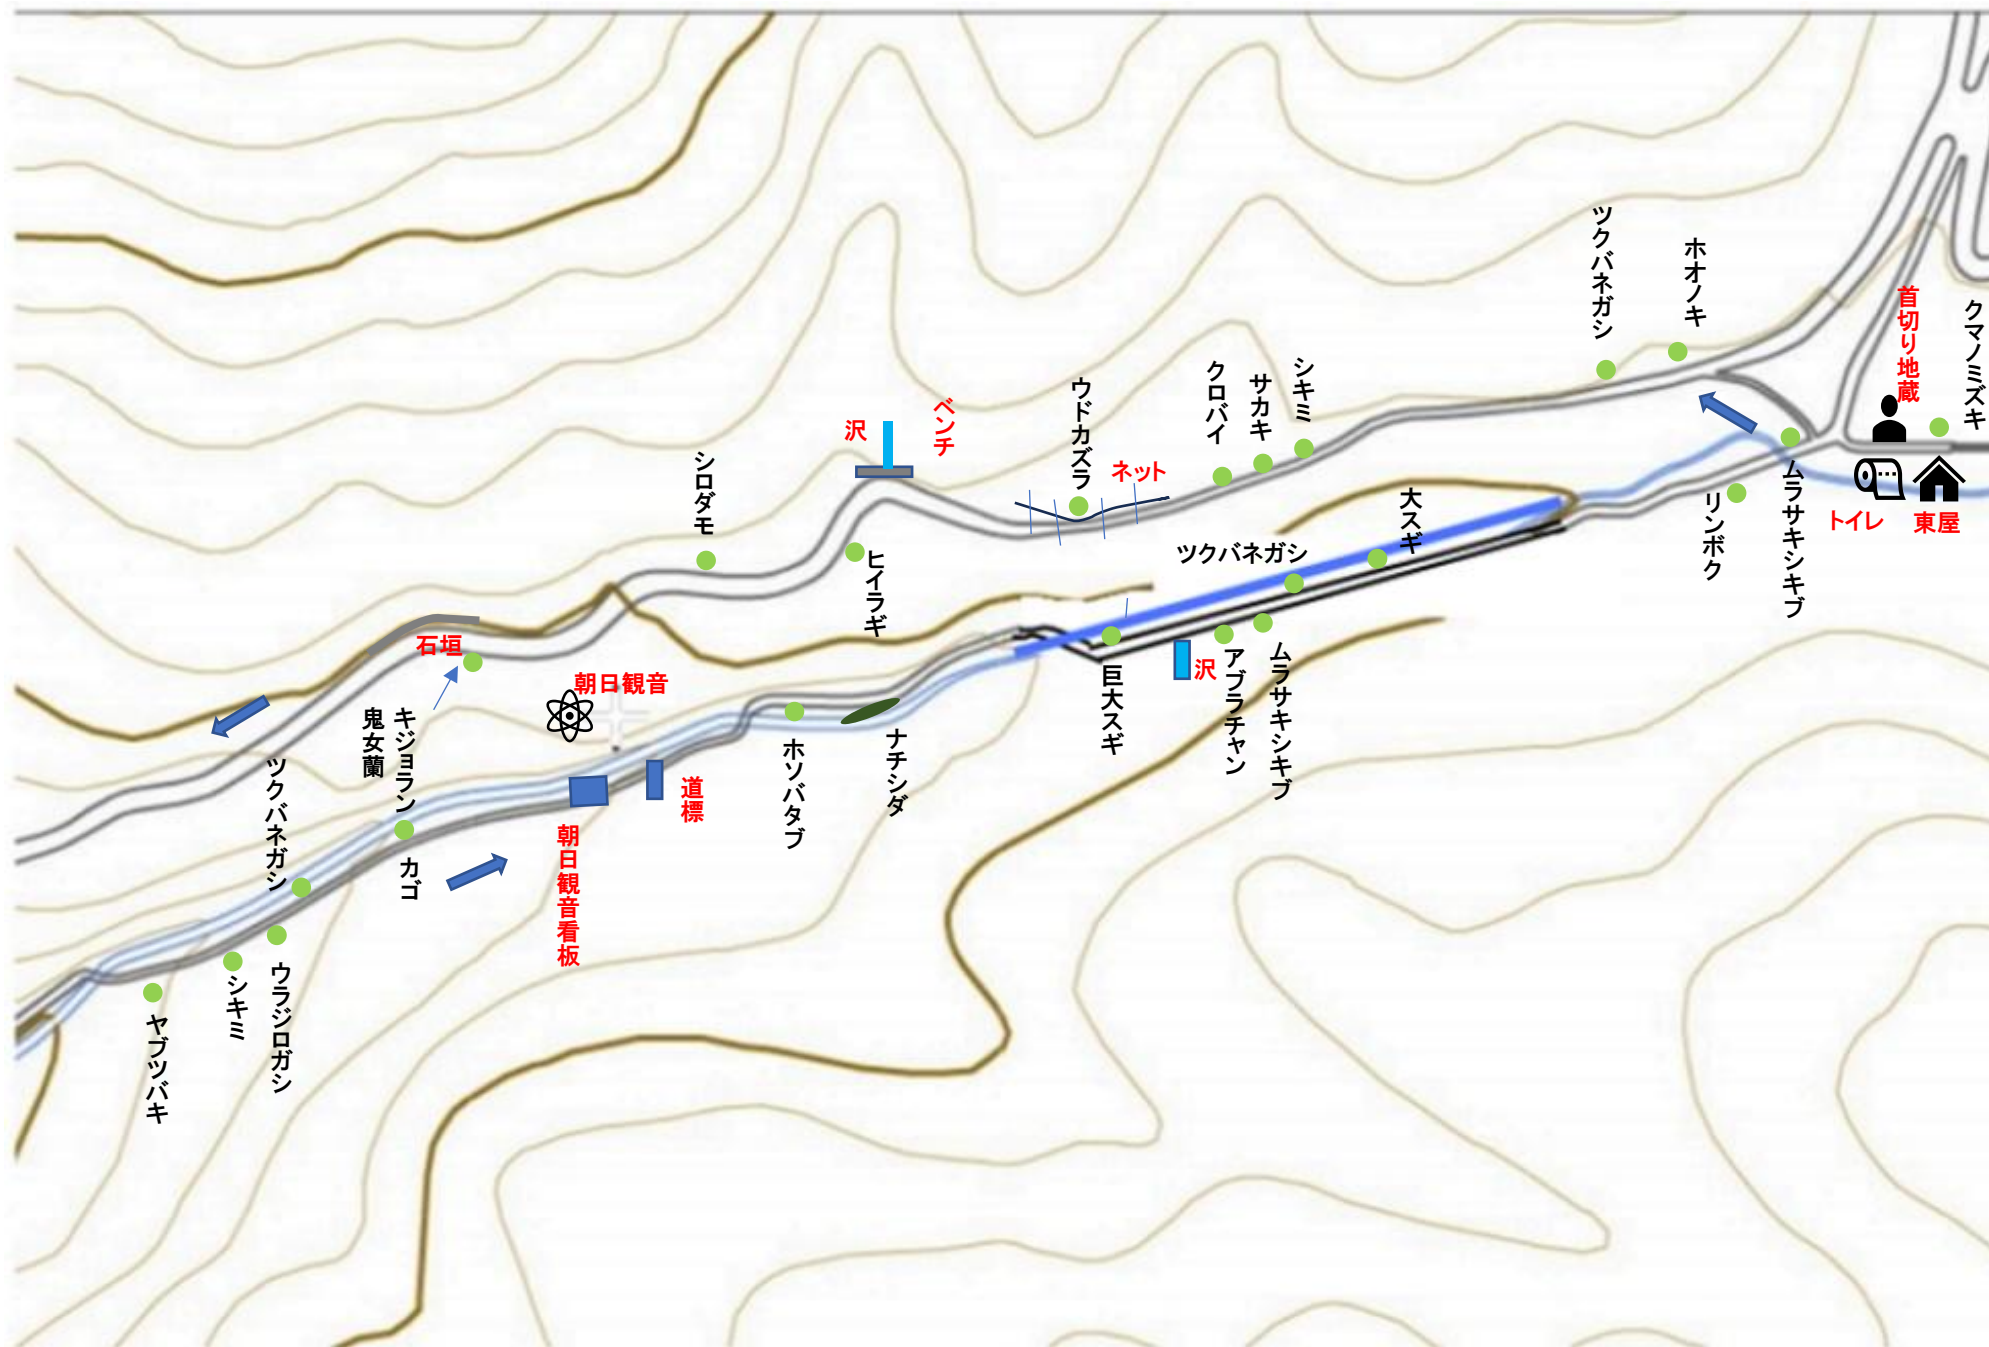 ツクバネガシ
ホオノキ
首切り地蔵
クマノミズキ
クロバイ
サカキ
シキミ
ウドカズラ
ベンチ
沢
シロダモ
ネット
大スギ
ムラサキシキブ
リンボク
トイレ
東屋
ツクバネガシ
ヒイラギ
石垣
朝日観音
沢
巨大スギ
アブラチャン
ムラサキシキブ
キジョラン
鬼女蘭
ツクバネガシ
ナチシダ
ホソバタブ
道標
朝日観音看板
カゴ
ウラジロガシ
シキミ
ヤブツバキ